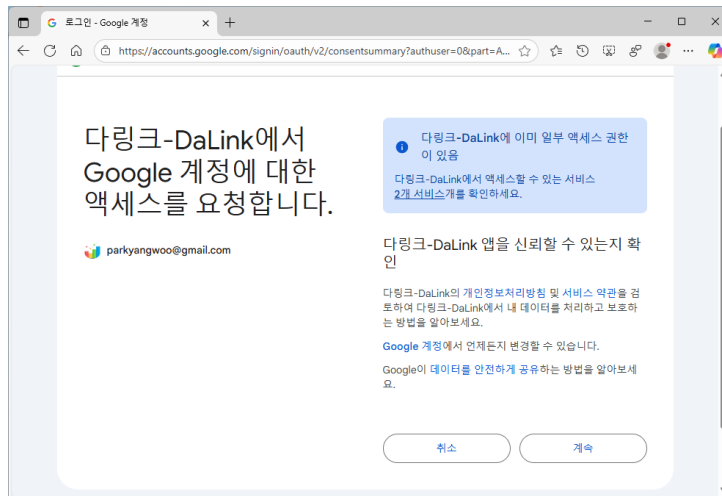 로그인 - Google 계정
https://accounts.google.com/signin/oauth/v2/consentsummary?authuser=0&part=A...
다링크-DaLink에서
Google 계정에 대한
액세스를 요청합니다.
parkyangwoo@gmail.com
다링크-DaLink에 이미 일부 액세스 권한
이 있음
다링크-DaLink에서 액세스할 수 있는 서비스
2개 서비스개를 확인하세요.
다링크-DaLink 앱을 신뢰할 수 있는지 확
인
다링크-DaLink의 개인정보처리방침 및 서비스 약관을 검
토하여 다링크-DaLink에서 내 데이터를 처리하고 보호하
는 방법을 알아보세요.
Google 계정에서 언제든지 변경할 수 있습니다.
Google이 데이터를 안전하게 공유하는 방법을 알아보세
요.
취소
계속